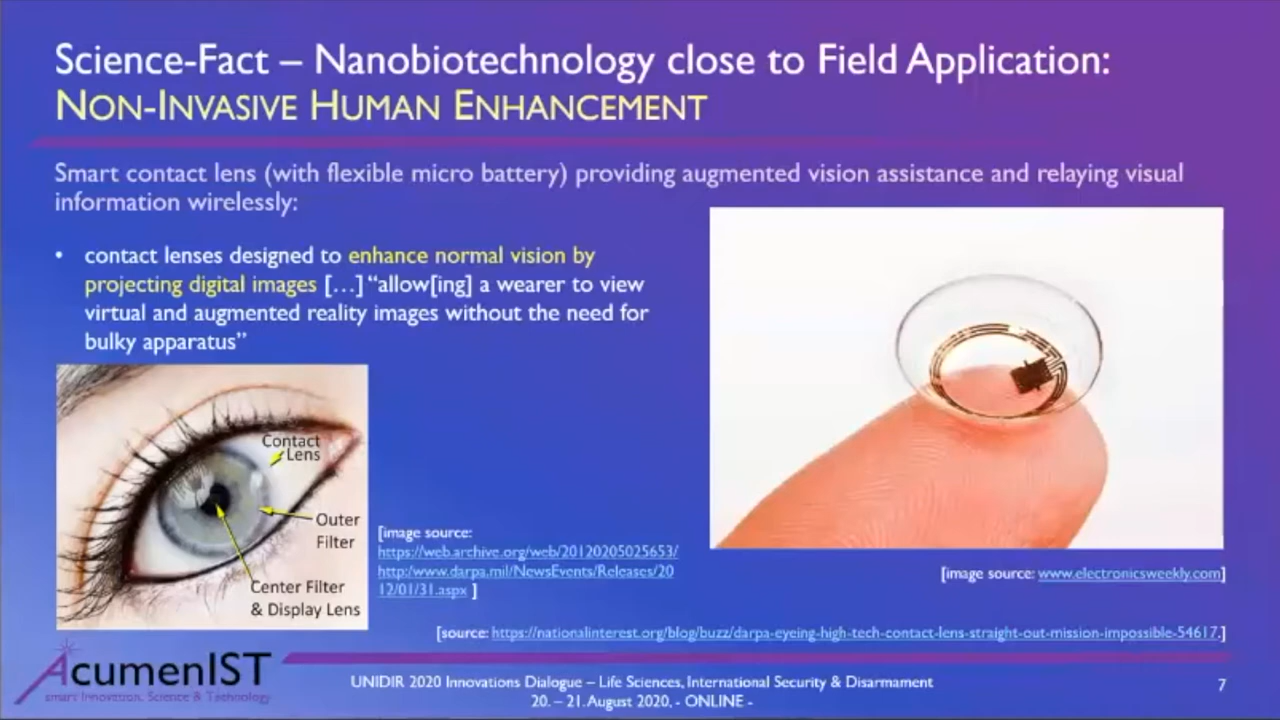 Science-Fact – Nanobiotechnology close to Field Application:
NON-INVASIVE HUMAN ENHANCEMENT
Smart contact lens (with flexible micro battery) providing augmented vision assistance and relaying visual
information wirelessly:
• contact lenses designed to enhance normal vision by
projecting digital images […] “allow[ing] a wearer to view
virtual and augmented reality images without the need for
bulky apparatus”
Contact
Lens
Outer
Filter
Center Filter
& Display Lens
[image source:
https://web.archive.org/web/20120205025653/
http:/www.darpa.mil/NewsEvents/Releases/20
12/01/31.aspx ]
[image source: www.electronicsweekly.com]
[source: https://nationalinterest.org/blog/buzz/darpa-eyeing-high-tech-contact-lens-straight-out-mission-impossible-54617.]
AcumenIST
smart Innovation, Science & Technology
UNIDIR 2020 Innovations Dialogue – Life Sciences, International Security & Disarmament
20. – 21. August 2020, - ONLINE -
7